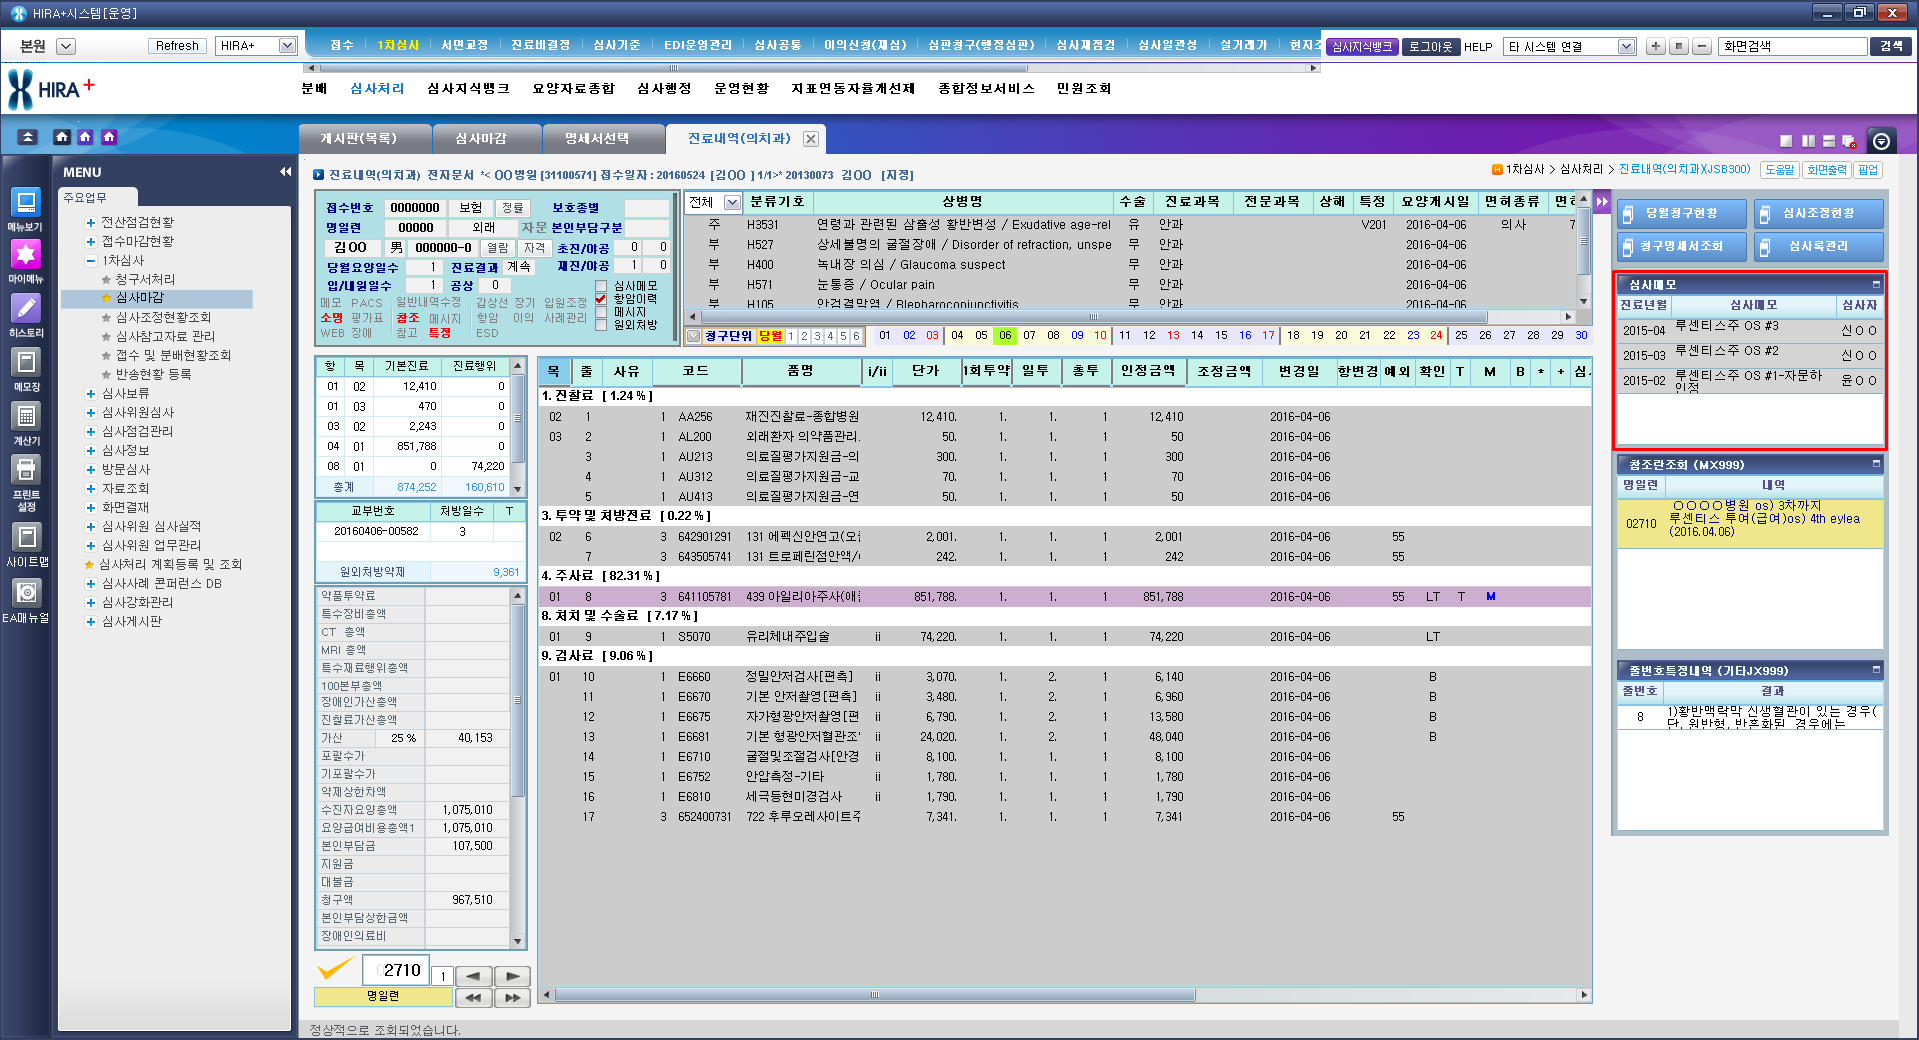 HIRA+시스템[운영]
본원 Refresh HIRA+ 접수 1차심사 서면교정 진료비결정 심사기준 EDI운영관리 심사공통 이의신청(재심) 심판청구(행정심판) 심사재점검 심사일관성 실거래가 현지조 심사지식뱅크 로그아웃 HELP 타 시스템 연결 화면검색 검색
HIRA+ 분배 심사처리 심사지식뱅크 요양자료종합 심사행정 운영현황 지표연동자율개선제 종합정보서비스 민원조회
게시판(목록) 심사마감 명세서선택 진료내역(의치과)
메뉴보기
마이메뉴
히스토리
메모장
계산기
프린트
설정
사이트맵
EA매뉴얼
MENU
주요업무
전산점검현황
접수마감현황
1차심사
청구서처리
심사마감
심사조정현황조회
심사참고자료 관리
접수 및 분배현황조회
반송현황 등록
심사보류
심사위원심사
심사점검관리
심사정보
방문심사
자료조회
화면결재
심사위원 심사실적
심사위원 업무관리
심사처리 계획등록 및 조회
심사사례 콘퍼런스 DB
심사강화관리
심사게시판
진료내역(의치과) 전자문서 *< OO병원 [31100571] 접수일자 : 20160524 [김OO ] 1/1>* 20130073 김OO [지정]
1차심사 > 심사처리 > 진료내역(의치과)(JSB300) 도움말 화면출력 팝업
접수번호 0000000 보험 정률 보호종별
명일련 00000 외래 자문 본인부담구분
김OO 男 000000-0 열람 자격 초진/야공 0 0
당월요양일수 1 진료결과 계속 재진/야공 1 0
입/내원일수 1 공상 0 심사메모
메모 PACS 일반내역수정 갑상선 장기 입원조정 항암이력
소명 평가표 참조 메시지 항암 이의 사례관리 메시지
WEB 장애 참고 특정 ESD 원외처방
전체 분류기호 상병명 수술 진료과목 전문과목 상해 특정 요양개시일 면허종류 면허
주 H3531 연령과 관련된 삼출성 황반변성 / Exudative age-rel 유 안과 V201 2016-04-06 의사 7
부 H527 상세불명의 굴절장애 / Disorder of refraction, unspe 무 안과 2016-04-06
부 H400 녹내장 의심 / Glaucoma suspect 무 안과 2016-04-06
부 H571 눈통증 / Ocular pain 무 안과 2016-04-06
부 H105 안검결막염 / Blepharoconjunctivitis 무 안과 2016-04-06
청구단위 당월 1 2 3 4 5 6 01 02 03 04 05 06 07 08 09 10 11 12 13 14 15 16 17 18 19 20 21 22 23 24 25 26 27 28 29 30
항 목 기본진료 진료행위
01 02 12,410 0
01 03 470 0
03 02 2,243 0
04 01 851,788 0
08 01 0 74,220
총계 874,252 160,610
교부번호 처방일수 T
20160406-00582 3
원외처방약제 9,361
약품투약료
특수장비총액
CT 총액
MRI 총액
특수재료행위총액
100본부총액
장애인가산총액
진찰료가산총액
가산 25 % 40,153
포괄수가
기포괄수가
약제상한차액
수진자요양총액 1,075,010
요양급여비용총액1 1,075,010
본인부담금 107,500
지원금
대불금
청구액 967,510
본인부담상한금액
장애인의료비
02710 1
명일련
목 줄 사유 코드 품명 i/ii 단가 1회투약 일투 총투 인정금액 조정금액 변경일 항변경 예외 확인 T M B * + 심사
1. 진찰료 [ 1.24 % ]
02 1 1 AA256 재진진찰료-종합병원 12,410. 1. 1. 1 12,410 2016-04-06
03 2 1 AL200 외래환자 의약품관리. 50. 1. 1. 1 50 2016-04-06
3 1 AU213 의료질평가지원금-의 300. 1. 1. 1 300 2016-04-06
4 1 AU312 의료질평가지원금-교 70. 1. 1. 1 70 2016-04-06
5 1 AU413 의료질평가지원금-연 50. 1. 1. 1 50 2016-04-06
3. 투약 및 처방전료 [ 0.22 % ]
02 6 3 642901291 131 에펙신안연고(오플 2,001. 1. 1. 1 2,001 2016-04-06 55
7 3 643505741 131 트로페린점안액/ 242. 1. 1. 1 242 2016-04-06 55
4. 주사료 [ 82.31 % ]
01 8 3 641105781 439 아일리아주사(애플 851,788. 1. 1. 1 851,788 2016-04-06 55 LT T M
8. 처치 및 수술료 [ 7.17 % ]
01 9 1 S5070 유리체내주입술 ii 74,220. 1. 1. 1 74,220 2016-04-06 LT
9. 검사료 [ 9.06 % ]
01 10 1 E6660 정밀안저검사[편측] ii 3,070. 1. 2. 1 6,140 2016-04-06 B
11 1 E6670 기본 안저촬영[편측] ii 3,480. 1. 2. 1 6,960 2016-04-06 B
12 1 E6675 자가형광안저촬영[편 ii 6,790. 1. 2. 1 13,580 2016-04-06 B
13 1 E6681 기본 형광안저혈관조 ii 24,020. 1. 2. 1 48,040 2016-04-06 B
14 1 E6710 굴절및조절검사[안경 ii 8,100. 1. 1. 1 8,100 2016-04-06
15 1 E6752 안압측정-기타 ii 1,780. 1. 1. 1 1,780 2016-04-06
16 1 E6810 세극등현미경검사 ii 1,790. 1. 1. 1 1,790 2016-04-06
17 3 652400731 722 후루오레사이트주 7,341. 1. 1. 1 7,341 2016-04-06 55
당월청구현황 심사조정현황
청구명세서조회 심사록관리
심사메모
진료년월 심사메모 심사자
2015-04 루센티스주 OS #3 신ㅇㅇ
2015-03 루센티스주 OS #2 신ㅇㅇ
2015-02 루센티스주 OS #1-자문하 윤ㅇㅇ
인정
참조란조회 (MX999)
명일련 내역
02710 ㅇㅇㅇㅇ병원 os) 3차까지
루센티스 투여(급여)os) 4th eylea
(2016.04.06)
줄번호특정내역 (기타JX999)
줄번호 결과
8 1)황반맥락막 신생혈관이 있는 경우(
단, 원반형, 반흔화된 경우에는
정상적으로 조회되었습니다.